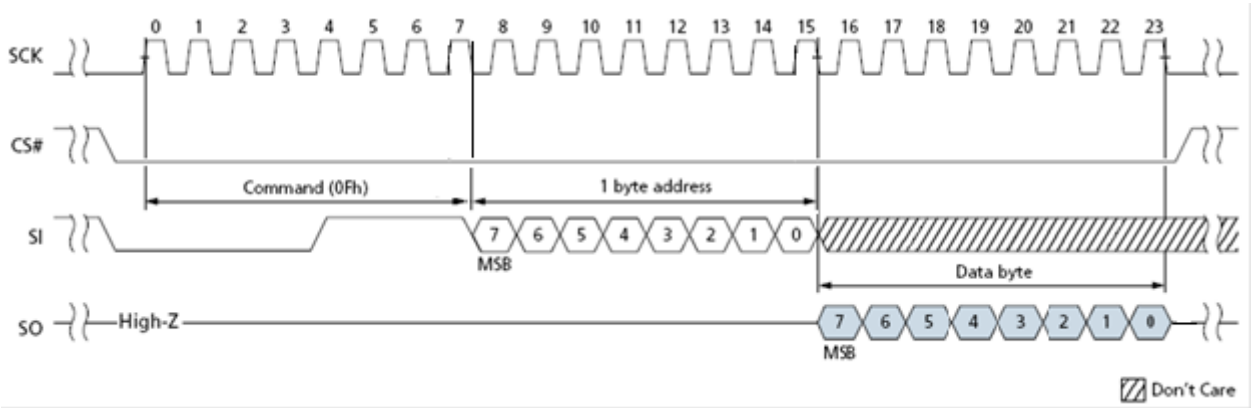 0 1 2 3 4 5 6 7 8 9 10 11 12 13 14 15 16 17 18 19 20 21 22 23
SCK
CS#
Command (0Fh) 1 byte address
SI 7 6 5 4 3 2 1 0
MSB
Data byte
SO High-Z 7 6 5 4 3 2 1 0
MSB
Don't Care